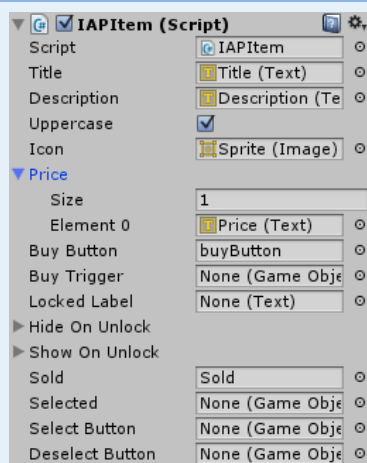 IAPItem (Script)
Script IAPItem
Title Title (Text)
Description Description (Te
Uppercase
Icon Sprite (Image)
Price
Size 1
Element 0 Price (Text)
Buy Button buyButton
Buy Trigger None (Game Obje
Locked Label None (Text)
Hide On Unlock
Show On Unlock
Sold Sold
Selected None (Game Obje
Select Button None (Game Obje
Deselect Button None (Game Obje